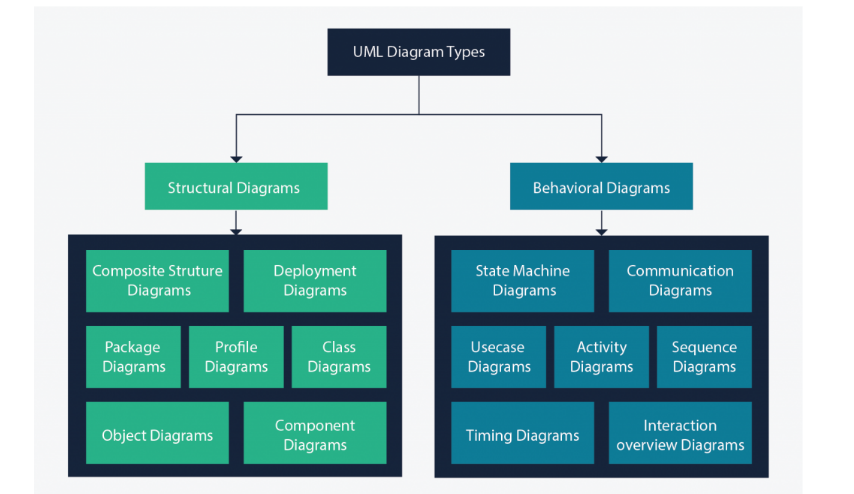 UML Diagram Types
Structural Diagrams
Behavioral Diagrams
Composite Struture
Diagrams
Deployment
Diagrams
Package
Diagrams
Profile
Diagrams
Class
Diagrams
Object Diagrams
Component
Diagrams
State Machine
Diagrams
Communication
Diagrams
Usecase
Diagrams
Activity
Diagrams
Sequence
Diagrams
Timing Diagrams
Interaction
overview Diagrams